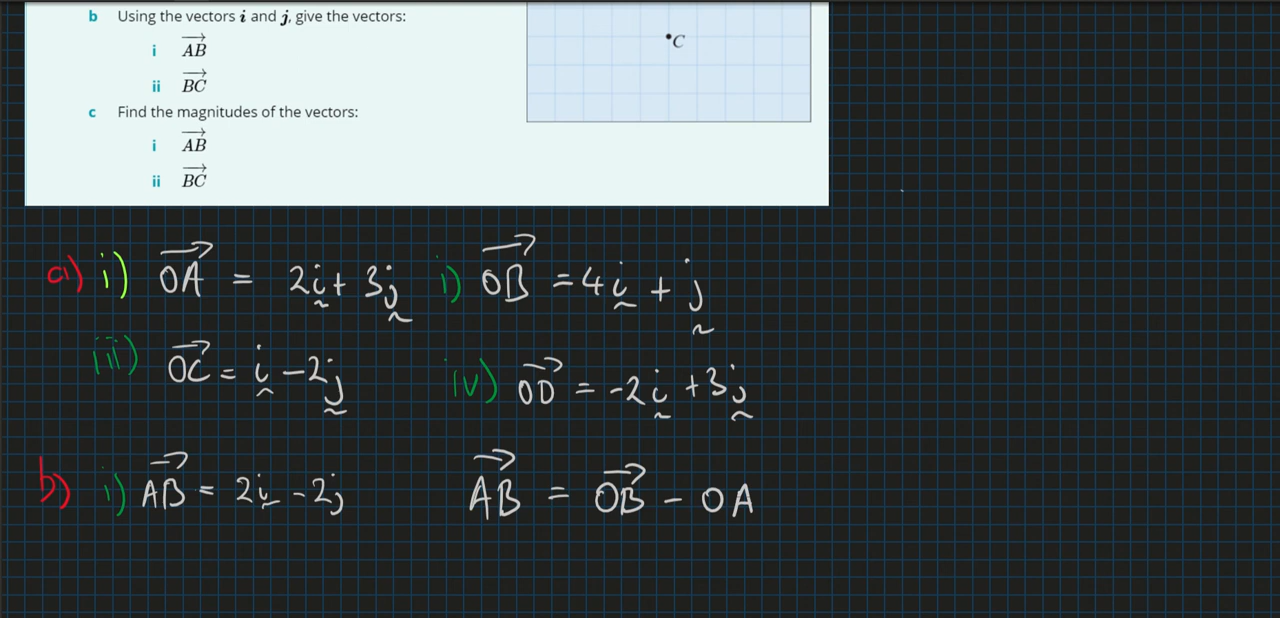 b Using the vectors i and j, give the vectors:
i AB
ii BC
c Find the magnitudes of the vectors:
i AB
ii BC
C
a) i) OA = 2i + 3j i) OB = 4i + j
iii) OC = i - 2j iv) OD = -2i + 3j
b) i) AB = 2i - 2j AB = OB - OA